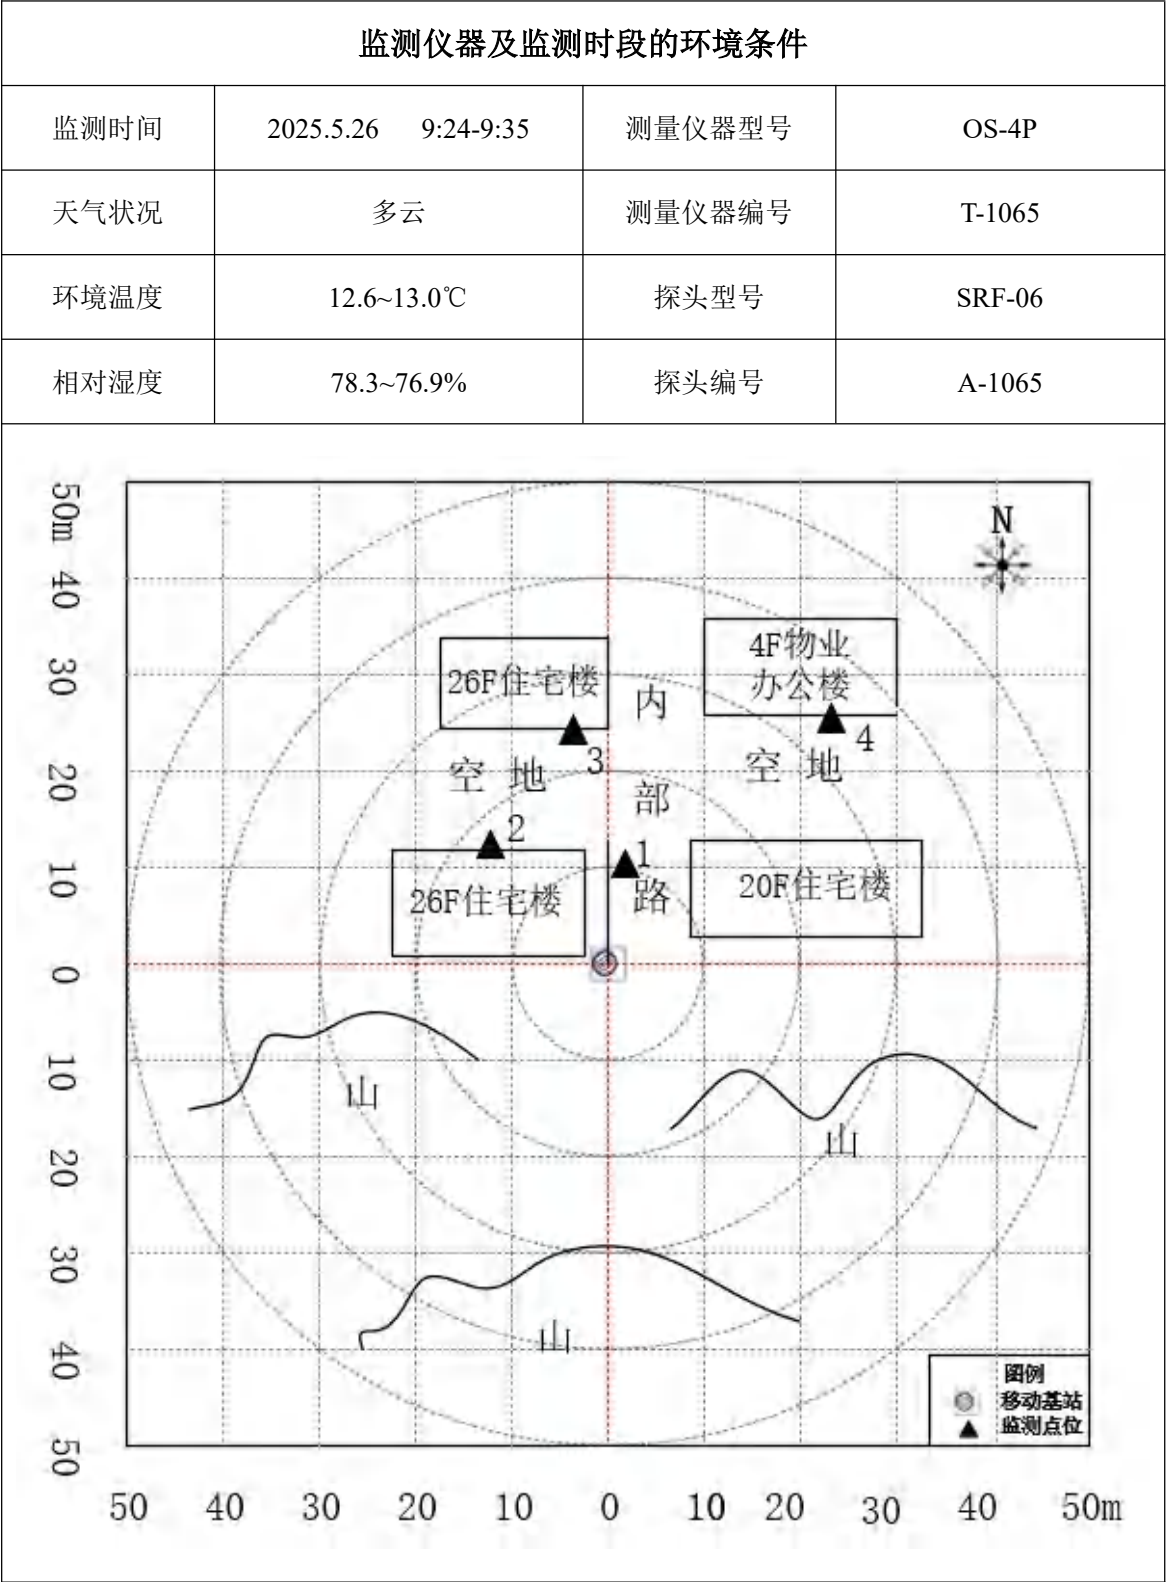 监测仪器及监测时段的环境条件
监测时间 2025.5.26 9:24-9:35 测量仪器型号 OS-4P
天气状况 多云 测量仪器编号 T-1065
环境温度 12.6~13.0℃ 探头型号 SRF-06
相对湿度 78.3~76.9% 探头编号 A-1065
50m
40
30
20
10
0
10
20
30
40
50
N
4F物业
办公楼
26F住宅楼
内
4
3
空地
空地
部
2
1
26F住宅楼
路
20F住宅楼
山
山
山
图例
移动基站
监测点位
50 40 30 20 10 0 10 20 30 40 50m